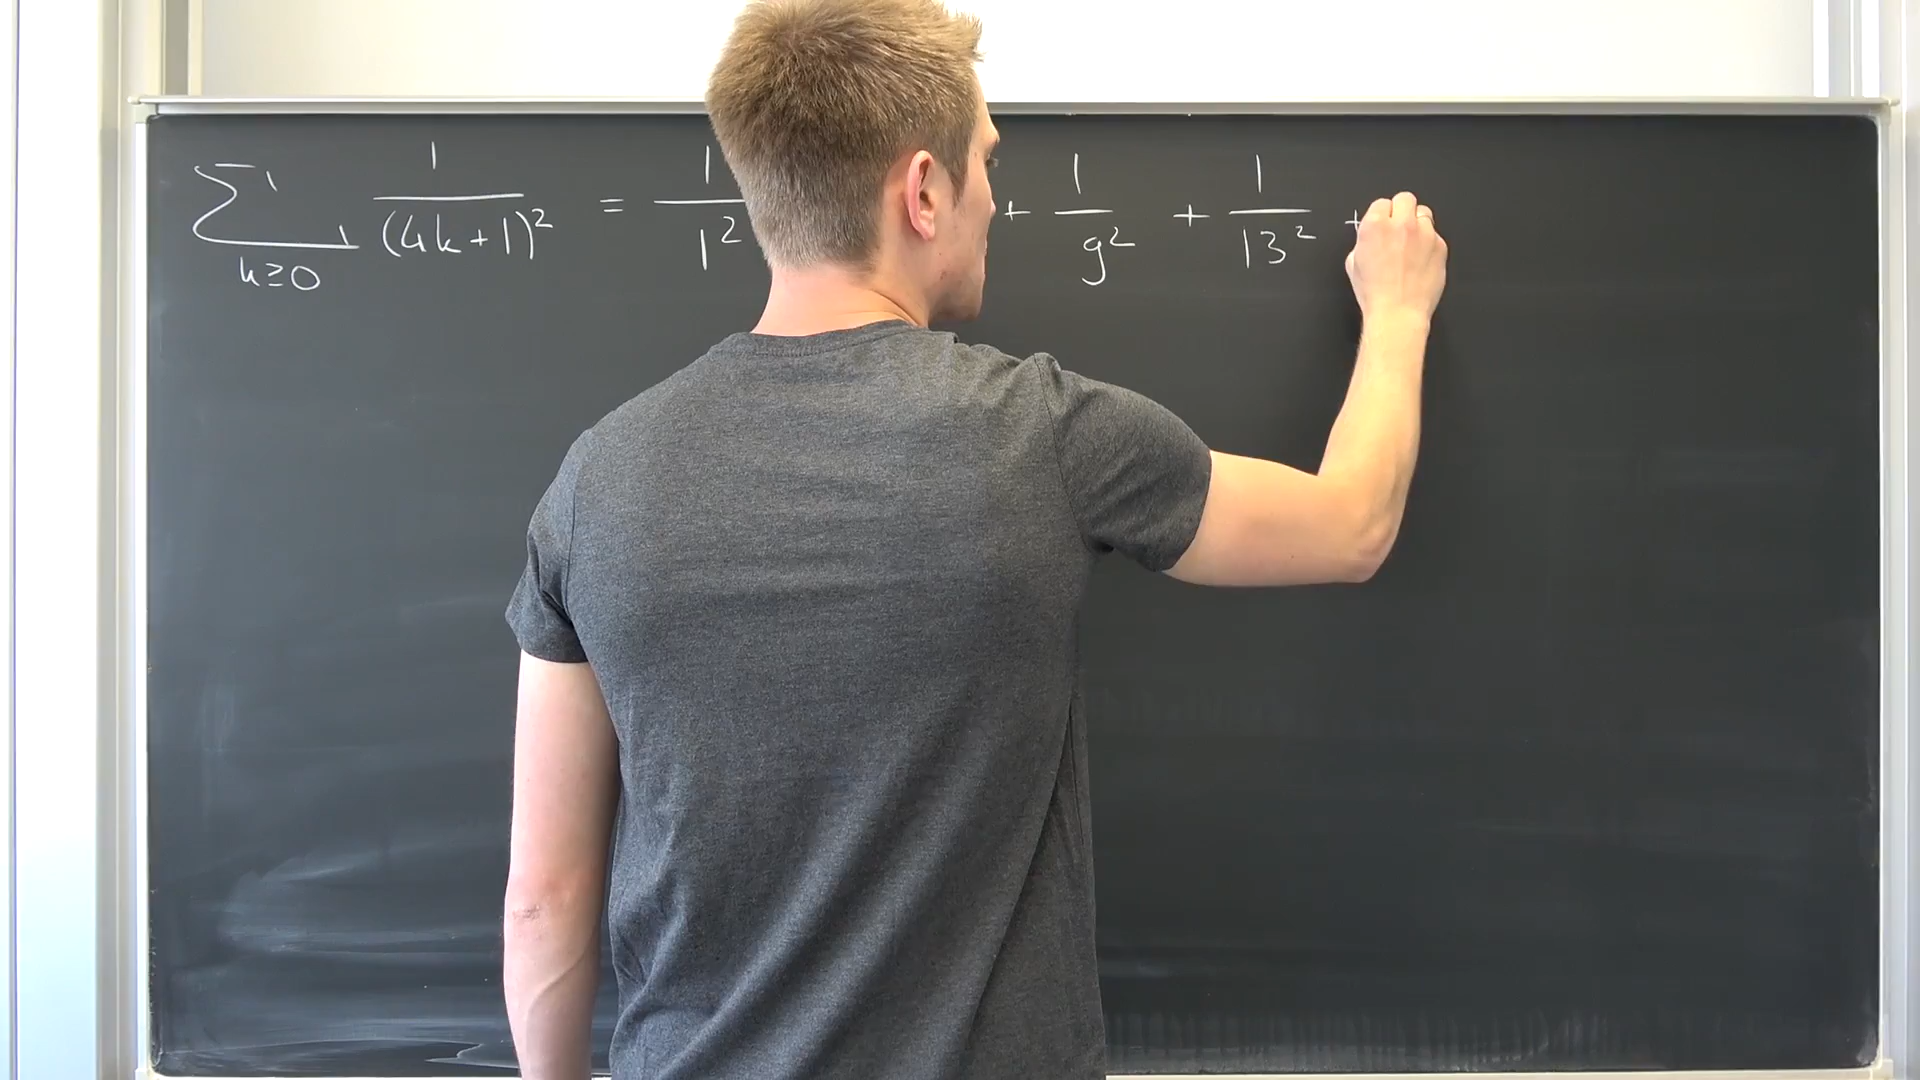 ∑ k≥0 1/(4k+1)² = 1/1² + 1/9² + 1/13² +